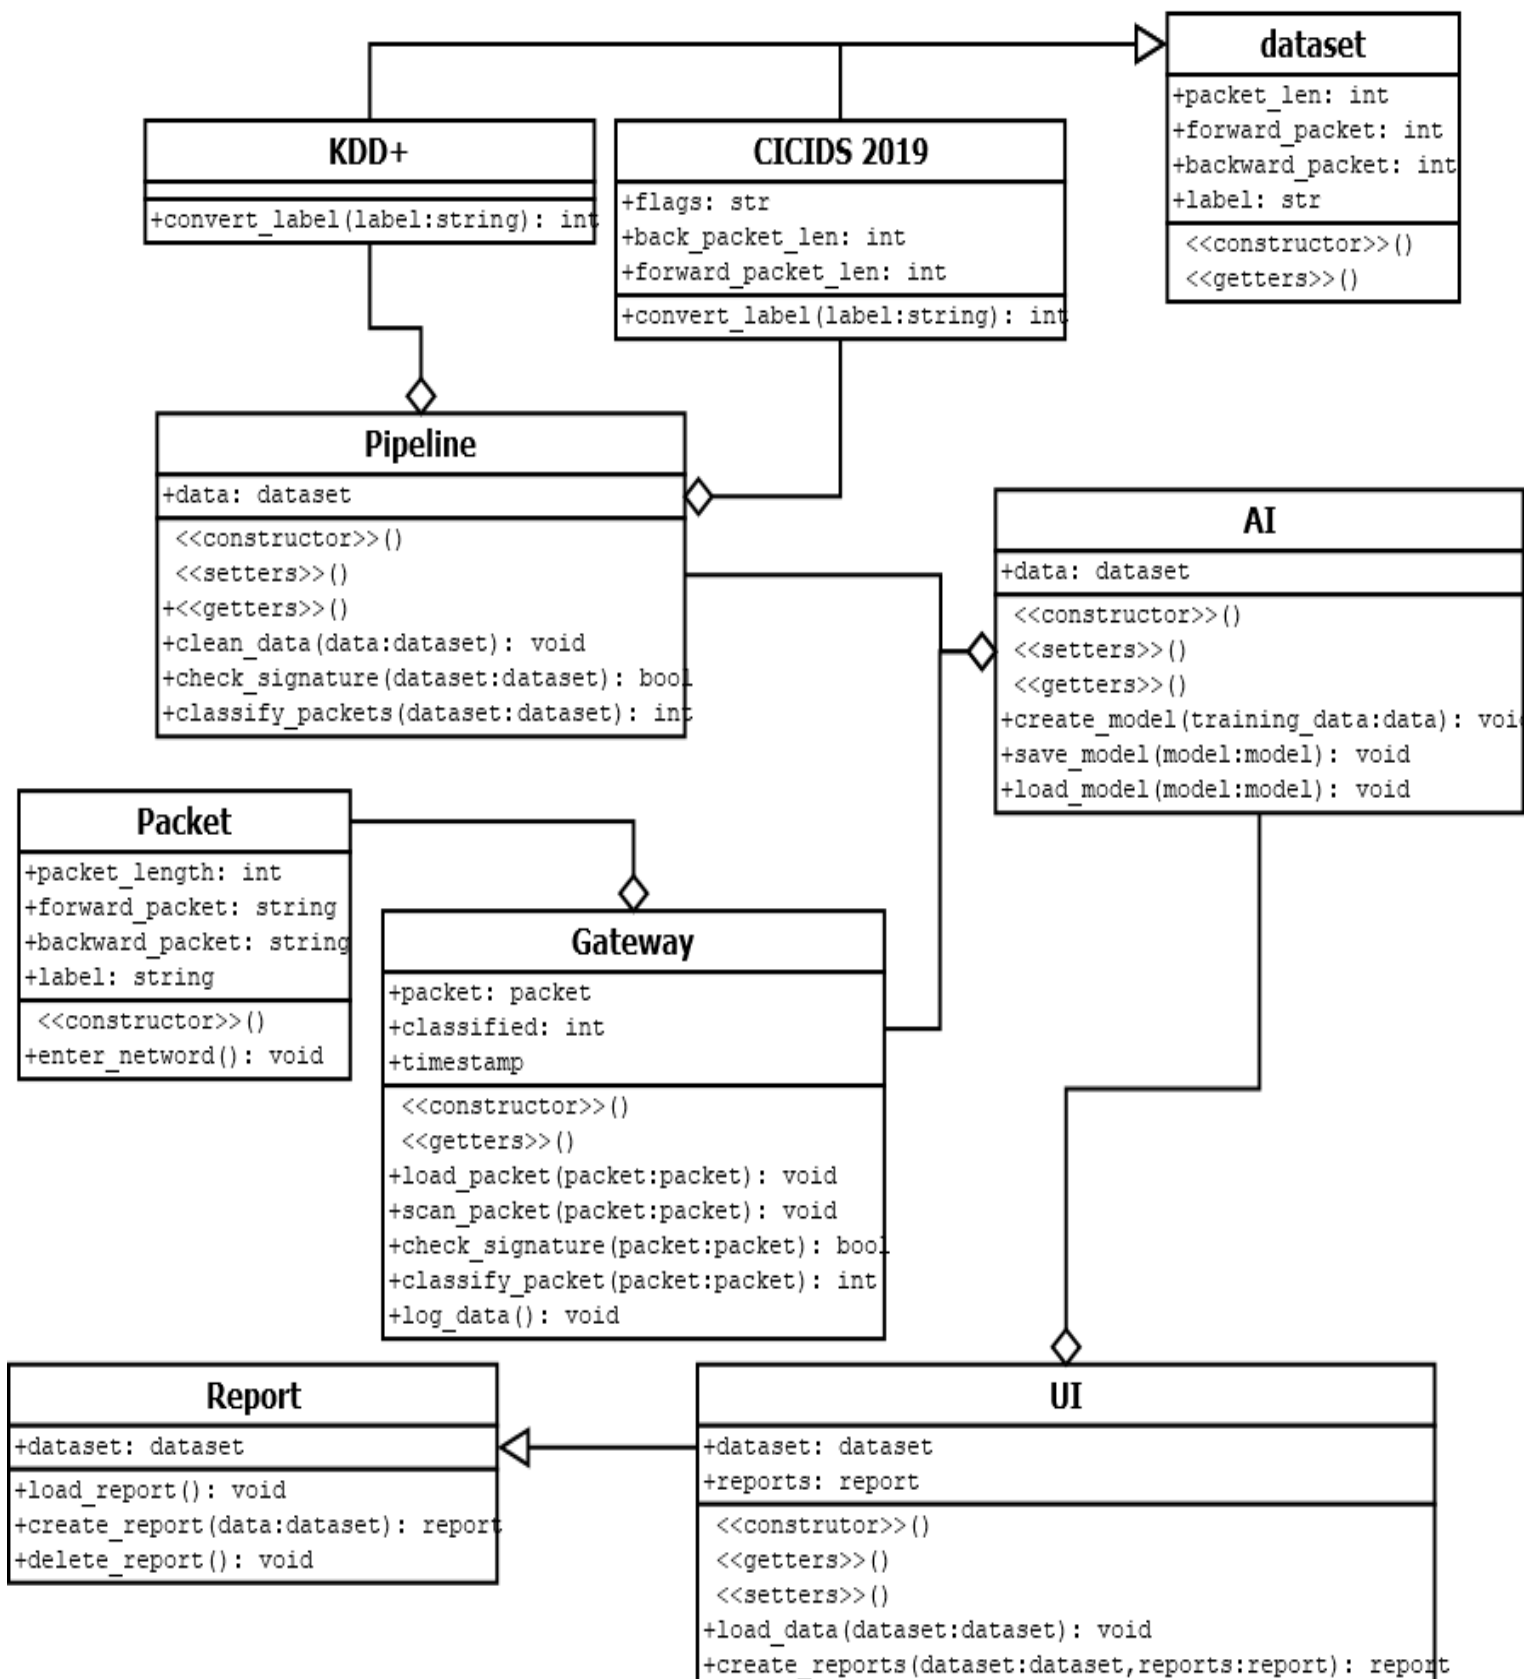 dataset
+packet_len: int
+forward_packet: int
+backward_packet: int
+label: str
<<constructor>>()
<<getters>>()
KDD+
+convert_label(label:string): int
CICIDS 2019
+flags: str
+back_packet_len: int
+forward_packet_len: int
+convert_label(label:string): int
Pipeline
+data: dataset
<<constructor>>()
<<setters>>()
+<<getters>>()
+clean_data(data:dataset): void
+check_signature(dataset:dataset): bool
+classify_packets(dataset:dataset): int
AI
+data: dataset
<<constructor>>()
<<setters>>()
<<getters>>()
+create_model(training_data:data): void
+save_model(model:model): void
+load_model(model:model): void
Packet
+packet_length: int
+forward_packet: string
+backward_packet: string
+label: string
<<constructor>>()
+enter_netword(): void
Gateway
+packet: packet
+classified: int
+timestamp
<<constructor>>()
<<getters>>()
+load_packet(packet:packet): void
+scan_packet(packet:packet): void
+check_signature(packet:packet): bool
+classify_packet(packet:packet): int
+log_data(): void
Report
+dataset: dataset
+load_report(): void
+create_report(data:dataset): report
+delete_report(): void
UI
+dataset: dataset
+reports: report
<<construtor>>()
<<getters>>()
<<setters>>()
+load_data(dataset:dataset): void
+create_reports(dataset:dataset,reports:report): report